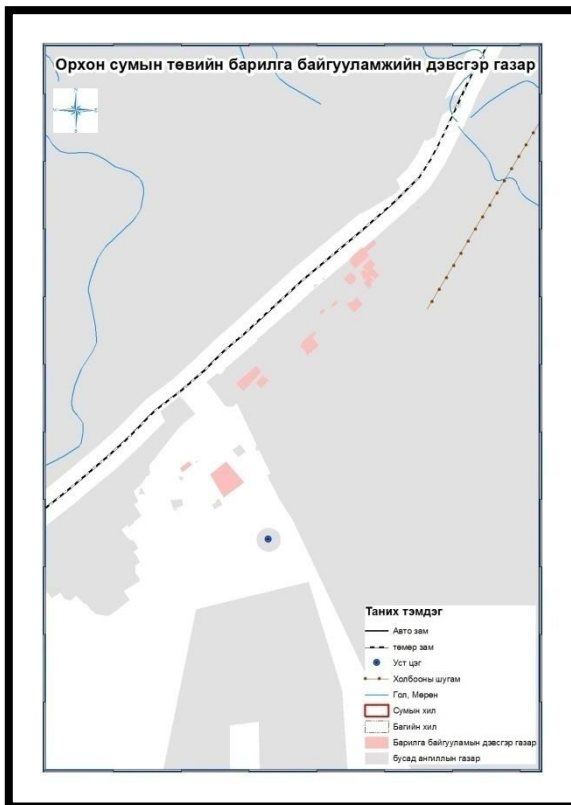 Орхон сумын төвийн барилга байгууламжийн дэвсгэр газар
Таних тэмдэг
Авто зам
төмөр зам
Уст цэг
Холбооны шугам
Гол, Мөрөн
Сумын хил
Багийн хил
Барилга байгууламын дэвсгэр газар
бусад ангиллын газар